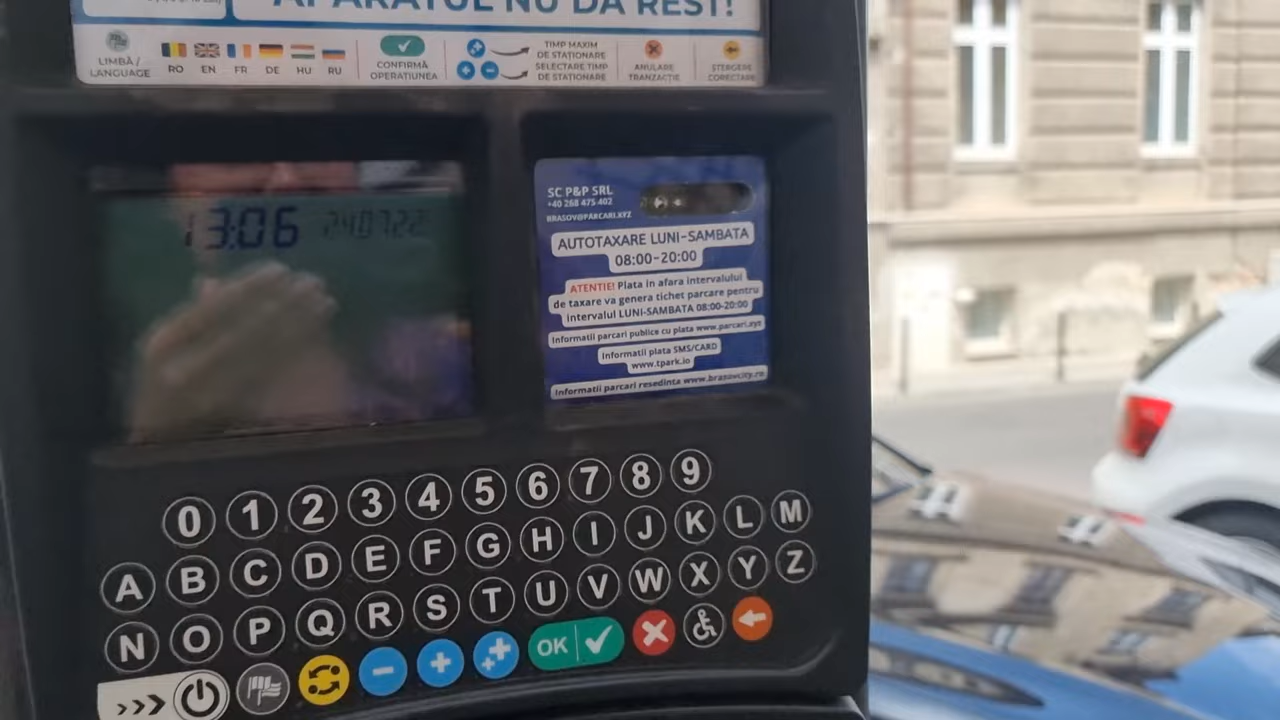 APARATUL NU DĂ REST!
LIMBĂ / LANGUAGE
RO EN FR DE HU RU
CONFIRMĂ OPERAȚIUNEA
TIMP MAXIM DE STAȚIONARE
SELECTARE TIMP DE STAȚIONARE
ANULARE TRANZACȚIE
ȘTERGERE CORECTARE
13:06 240722
SC P&P SRL
+40 268 475 402
BRASOV@PARCARI.XYZ
AUTOTAXARE LUNI-SAMBATA
08:00-20:00
ATENTIE! Plata in afara intervalului
de taxare va genera tichet parcare pentru
intervalul LUNI-SAMBATA 08:00-20:00
Informatii parcari publice cu plata www.parcari.xyz
Informatii plata SMS/CARD
www.tpark.io
Informatii parcari resedinta www.brasovcity.ro
0 1 2 3 4 5 6 7 8 9
A B C D E F G H I J K L M
N O P Q R S T U V W X Y Z
>>> OK